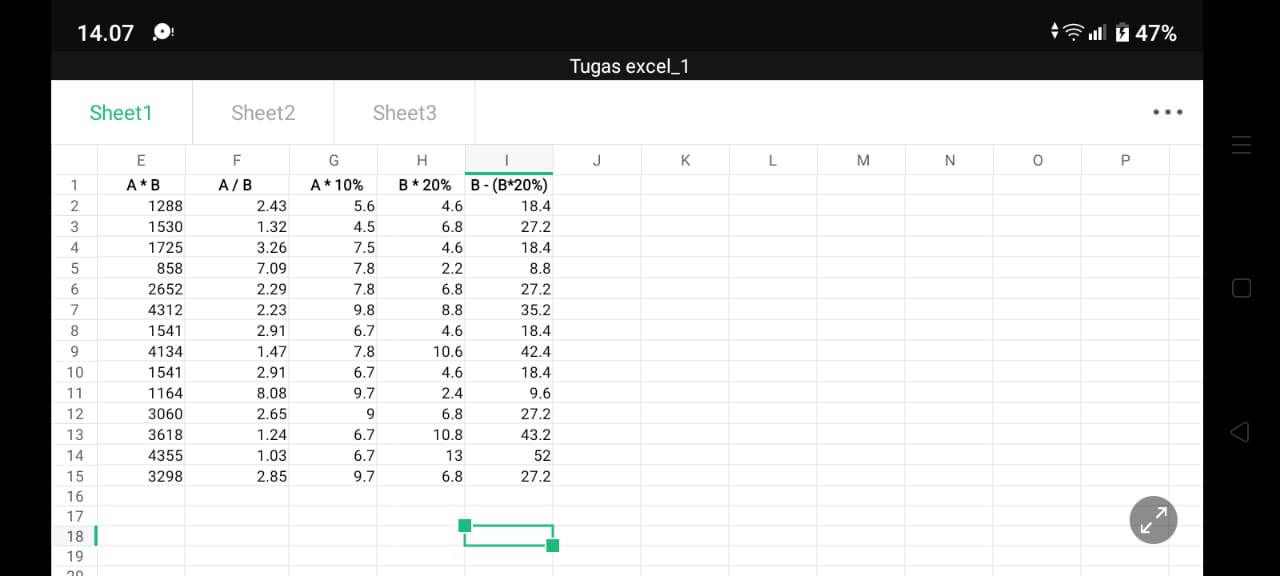 14.07 47%
Tugas excel_1
Sheet1 Sheet2 Sheet3
E F G H I J K L M N O P
1 A * B A / B A * 10% B * 20% B - (B*20%)
2 1288 2.43 5.6 4.6 18.4
3 1530 1.32 4.5 6.8 27.2
4 1725 3.26 7.5 4.6 18.4
5 858 7.09 7.8 2.2 8.8
6 2652 2.29 7.8 6.8 27.2
7 4312 2.23 9.8 8.8 35.2
8 1541 2.91 6.7 4.6 18.4
9 4134 1.47 7.8 10.6 42.4
10 1541 2.91 6.7 4.6 18.4
11 1164 8.08 9.7 2.4 9.6
12 3060 2.65 9 6.8 27.2
13 3618 1.24 6.7 10.8 43.2
14 4355 1.03 6.7 13 52
15 3298 2.85 9.7 6.8 27.2
16
17
18
19
20